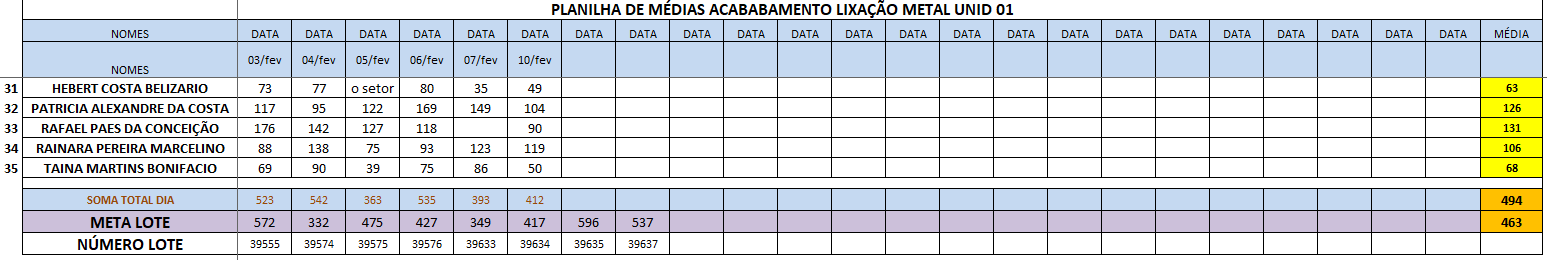 PLANILHA DE MÉDIAS ACABABAMENTO LIXAÇÃO METAL UNID 01
NOMES DATA DATA DATA DATA DATA DATA DATA DATA DATA DATA DATA DATA DATA DATA DATA DATA DATA DATA DATA DATA DATA DATA DATA MÉDIA
NOMES 03/fev 04/fev 05/fev 06/fev 07/fev 10/fev
31 HEBERT COSTA BELIZARIO 73 77 o setor 80 35 49 63
32 PATRICIA ALEXANDRE DA COSTA 117 95 122 169 149 104 126
33 RAFAEL PAES DA CONCEIÇÃO 176 142 127 118 90 131
34 RAINARA PEREIRA MARCELINO 88 138 75 93 123 119 106
35 TAINA MARTINS BONIFACIO 69 90 39 75 86 50 68
SOMA TOTAL DIA 523 542 363 535 393 412 494
META LOTE 572 332 475 427 349 417 596 537 463
NÚMERO LOTE 39555 39574 39575 39576 39633 39634 39635 39637